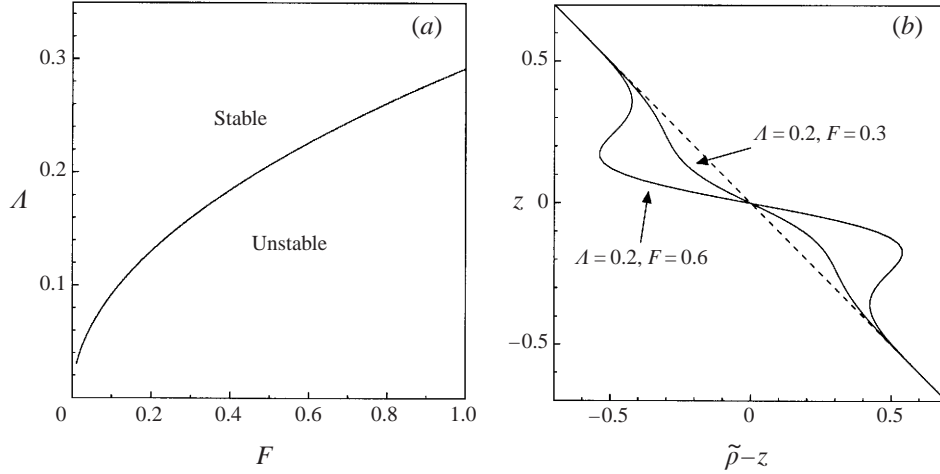 (a)
0.3
0.2
0.1
0
0.2
0.4
0.6
0.8
1.0
Λ
F
Stable
Unstable
(b)
0.5
0
−0.5
−0.5
0
0.5
z
ρ̃−z
Λ = 0.2, F = 0.3
Λ = 0.2, F = 0.6